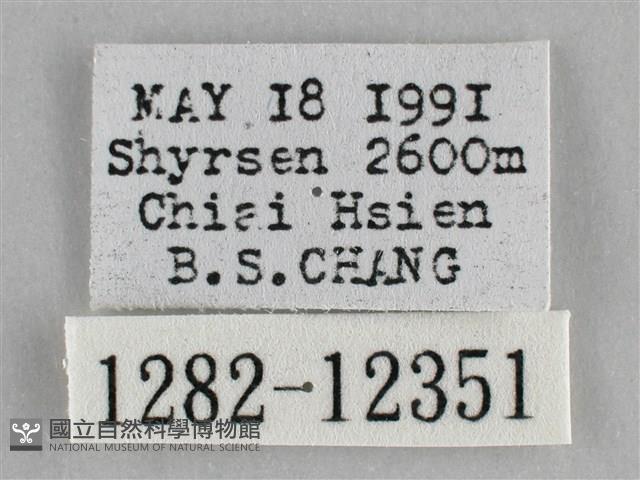 MAY 18 1991
Shyrsen 2600m
Chiai Hsien
B.S.CHANG
1282-12351
國立自然科學博物館
NATIONAL MUSEUM OF NATURAL SCIENCE